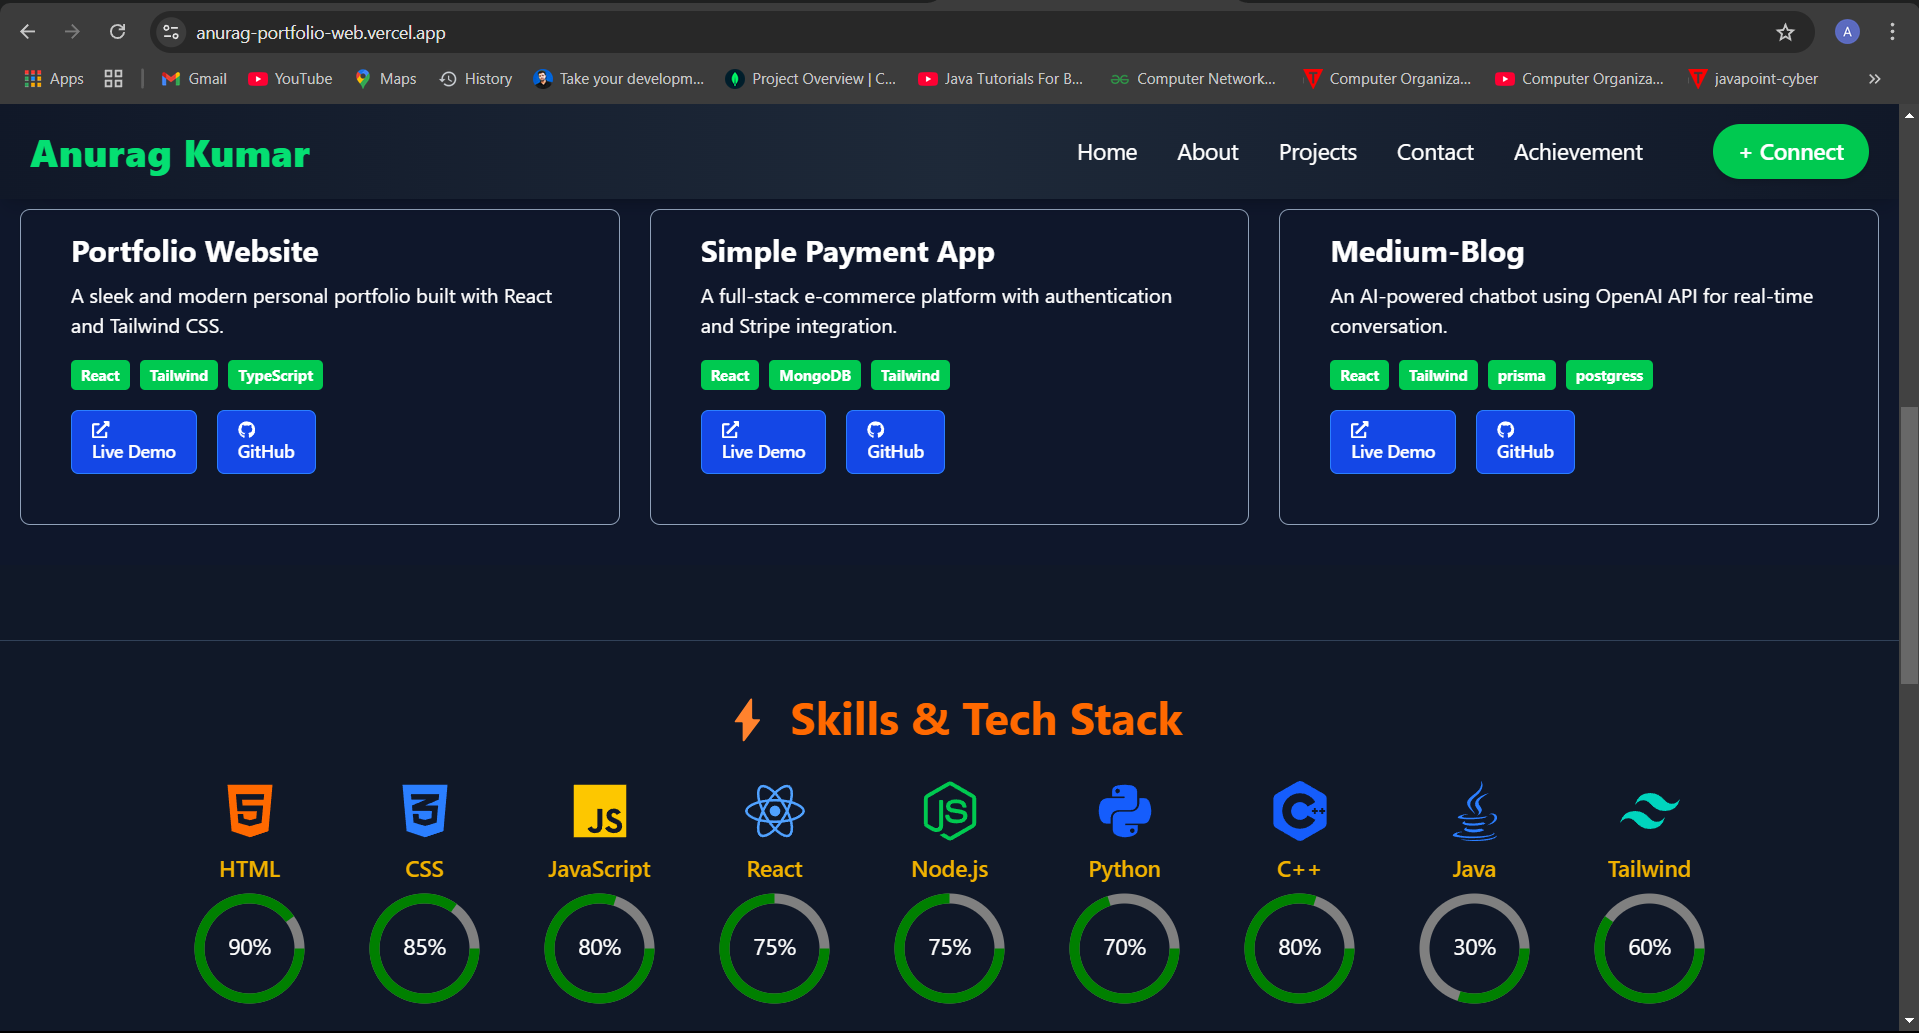 anurag-portfolio-web.vercel.app
A
Apps
Gmail
YouTube
Maps
History
Take your developm...
Project Overview | C...
Java Tutorials For B...
Computer Network...
Computer Organiza...
Computer Organiza...
javapoint-cyber
Anurag Kumar
Home
About
Projects
Contact
Achievement
+ Connect
Portfolio Website
A sleek and modern personal portfolio built with React
and Tailwind CSS.
React
Tailwind
TypeScript
Live Demo
GitHub
Simple Payment App
A full-stack e-commerce platform with authentication
and Stripe integration.
React
MongoDB
Tailwind
Live Demo
GitHub
Medium-Blog
An AI-powered chatbot using OpenAI API for real-time
conversation.
React
Tailwind
prisma
postgress
Live Demo
GitHub
Skills & Tech Stack
HTML
CSS
JavaScript
React
Node.js
Python
C++
Java
Tailwind
90%
85%
80%
75%
75%
70%
80%
30%
60%